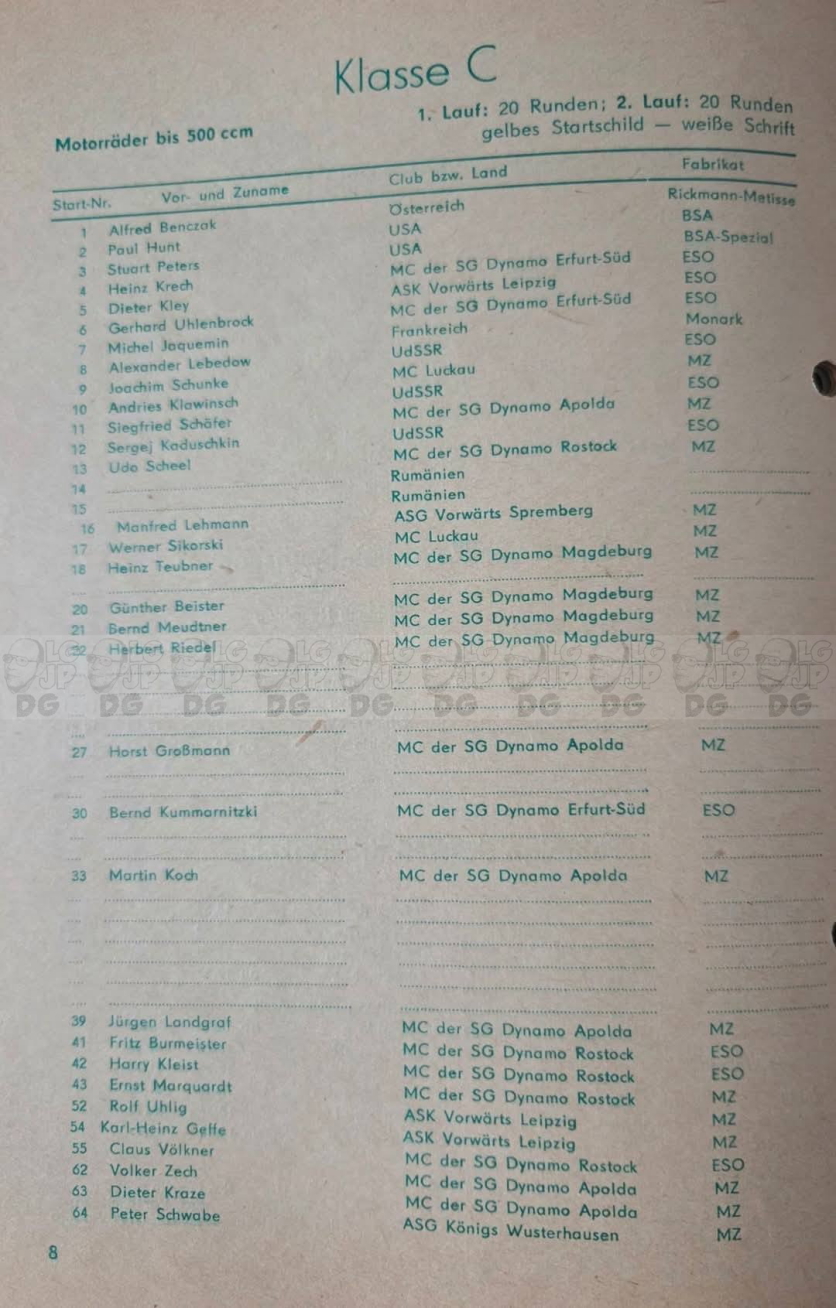 Klasse C
Motorräder bis 500 ccm
1. Lauf: 20 Runden; 2. Lauf: 20 Runden
gelbes Startschild — weiße Schrift
Start-Nr. Vor- und Zuname Club bzw. Land Fabrikat
1 Alfred Benczak Österreich Rickmann-Metisse
2 Paul Hunt USA BSA
3 Stuart Peters USA BSA-Spezial
4 Heinz Krech MC der SG Dynamo Erfurt-Süd ESO
5 Dieter Kley ASK Vorwärts Leipzig ESO
6 Gerhard Uhlenbrock MC der SG Dynamo Erfurt-Süd ESO
7 Michel Jaquemin Frankreich Monark
8 Alexander Lebedow UdSSR ESO
9 Joachim Schunke MC Luckau MZ
10 Andries Klawinsch UdSSR ESO
11 Siegfried Schäfer MC der SG Dynamo Apolda MZ
12 Sergej Kaduschkin UdSSR ESO
13 Udo Scheel MC der SG Dynamo Rostock MZ
14 Rumänien
15 Rumänien
16 Manfred Lehmann ASG Vorwärts Spremberg MZ
17 Werner Sikorski MC Luckau MZ
18 Heinz Teubner MC der SG Dynamo Magdeburg MZ
20 Günther Beister MC der SG Dynamo Magdeburg MZ
21 Bernd Meudtner MC der SG Dynamo Magdeburg MZ
22 Herbert Riedel MC der SG Dynamo Magdeburg MZ
27 Horst Großmann MC der SG Dynamo Apolda MZ
30 Bernd Kummarnitzki MC der SG Dynamo Erfurt-Süd ESO
33 Martin Koch MC der SG Dynamo Apolda MZ
39 Jürgen Landgraf MC der SG Dynamo Apolda MZ
41 Fritz Burmeister MC der SG Dynamo Rostock ESO
42 Harry Kleist MC der SG Dynamo Rostock ESO
43 Ernst Marquardt MC der SG Dynamo Rostock MZ
52 Rolf Uhlig ASK Vorwärts Leipzig MZ
54 Karl-Heinz Geffe ASK Vorwärts Leipzig MZ
55 Claus Völkner MC der SG Dynamo Rostock ESO
62 Volker Zech MC der SG Dynamo Apolda MZ
63 Dieter Kraze MC der SG Dynamo Apolda MZ
64 Peter Schwabe ASG Königs Wusterhausen MZ
8